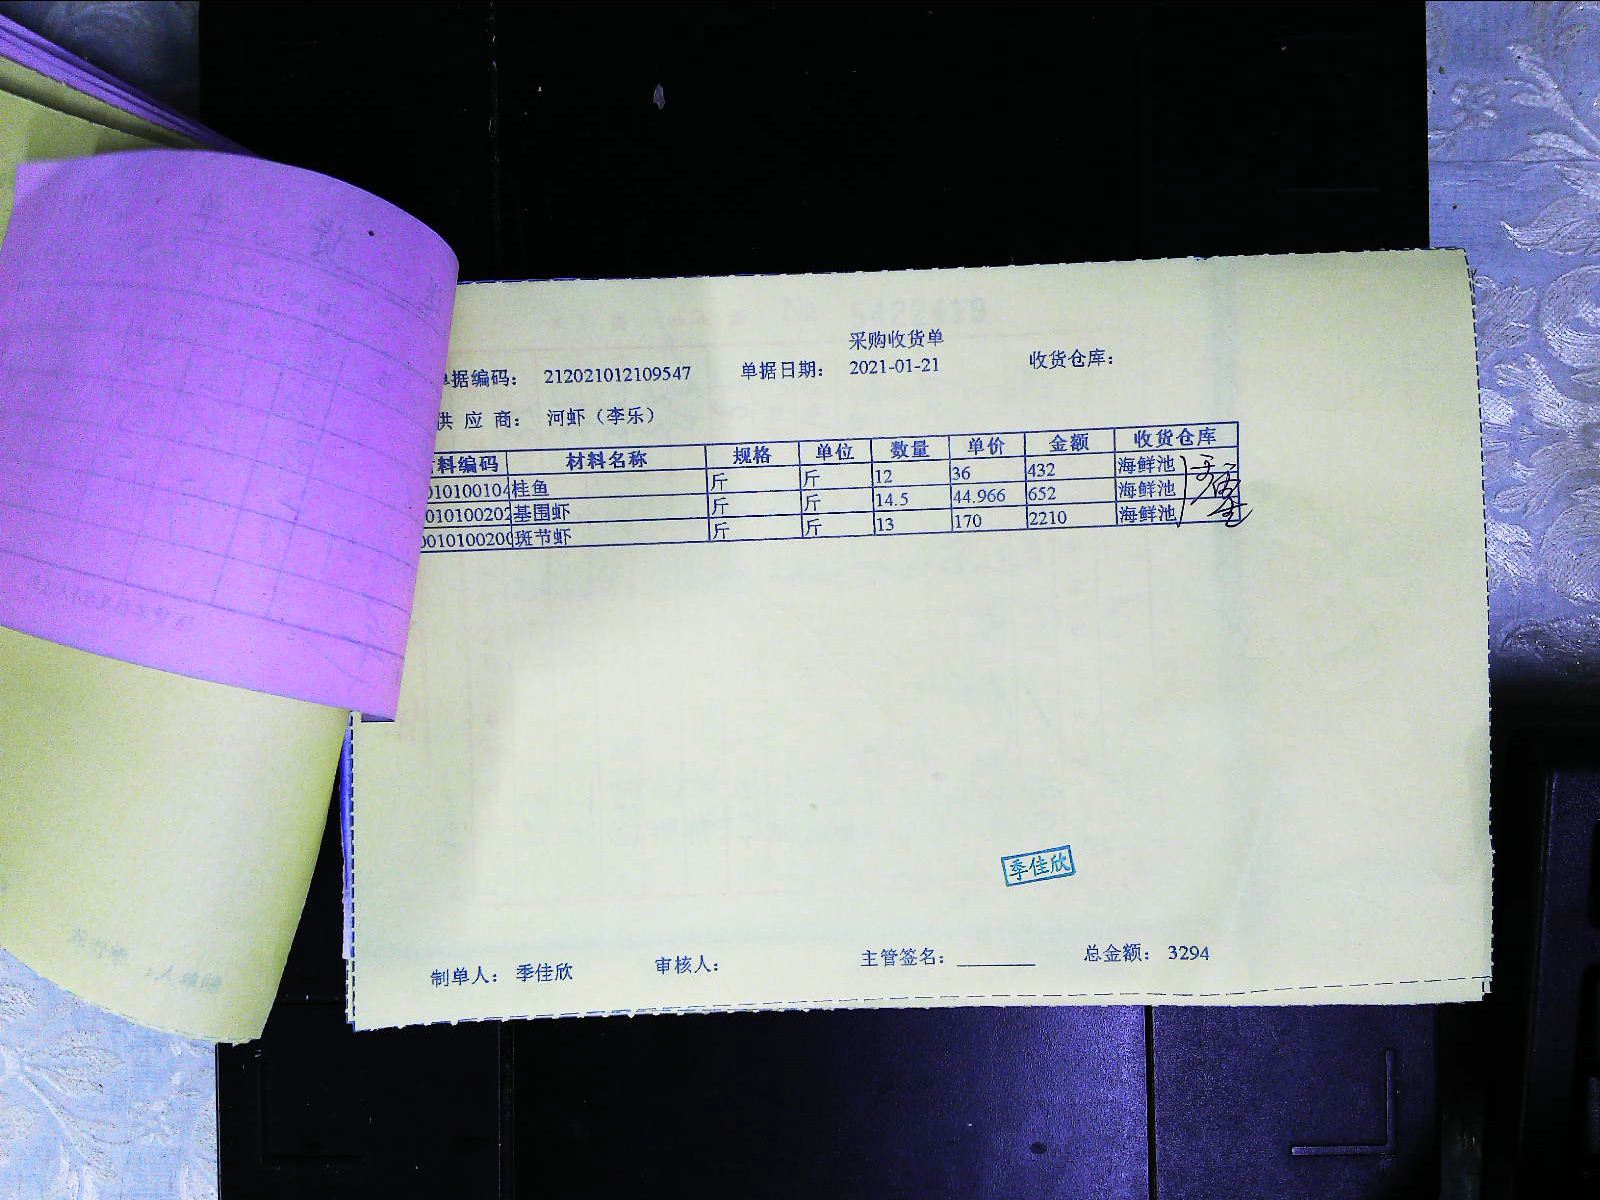 采购收货单
单据编码： 212021012109547 单据日期： 2021-01-21 收货仓库：
供 应 商： 河虾（李乐）
料编码 材料名称 规格 单位 数量 单价 金额 收货仓库
010100104 桂鱼 斤 斤 12 36 432 海鲜池
010100202 基围虾 斤 斤 14.5 44.966 652 海鲜池
001010020 斑节虾 斤 斤 13 170 2210 海鲜池
季佳欣
制单人： 季佳欣 审核人： 主管签名： 总金额： 3294